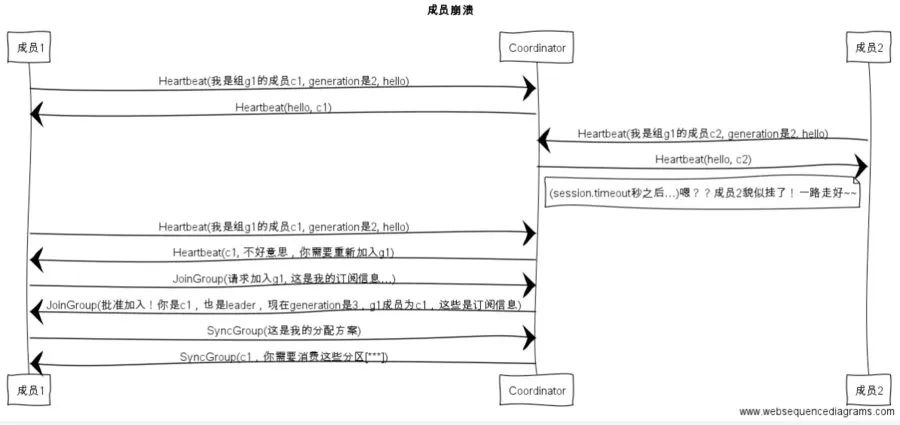 成员崩溃
成员1
Coordinator
成员2
Heartbeat(我是组g1的成员c1, generation是2, hello)
Heartbeat(hello, c1)
Heartbeat(我是组g1的成员c2, generation是2, hello)
Heartbeat(hello, c2)
(session.timeout秒之后...)嗯？？成员2貌似挂了！一路走好~~
Heartbeat(我是组g1的成员c1, generation是2, hello)
Heartbeat(c1, 不好意思，你需要重新加入g1)
JoinGroup(请求加入g1, 这是我的订阅信息...)
JoinGroup(批准加入！你是c1，也是leader，现在generation是3，g1成员为c1，这些是订阅信息)
SyncGroup(这是我的分配方案)
SyncGroup(c1，你需要消费这些分区[***])
成员1
Coordinator
成员2
www.websequencediagrams.com